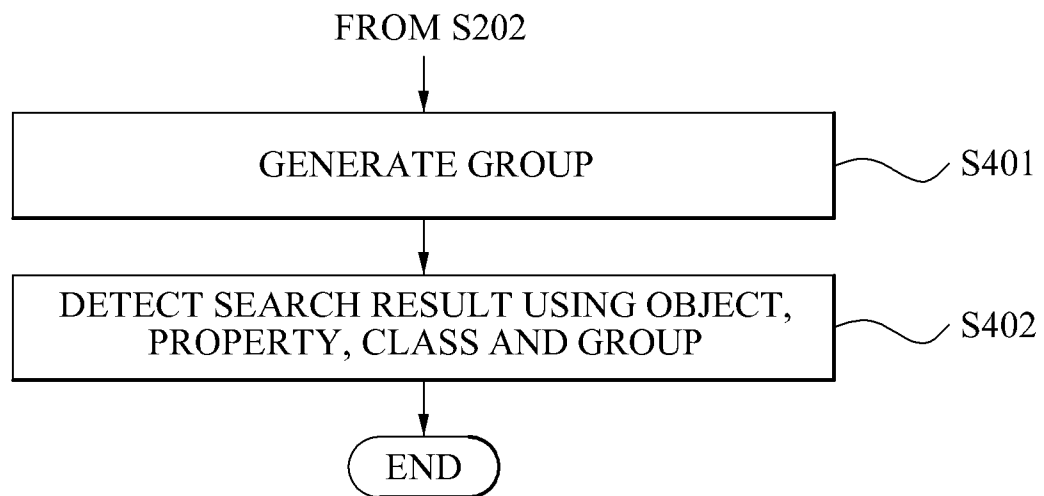 FROM S202
GENERATE GROUP
S401
DETECT SEARCH RESULT USING OBJECT,
PROPERTY, CLASS AND GROUP
S402
END